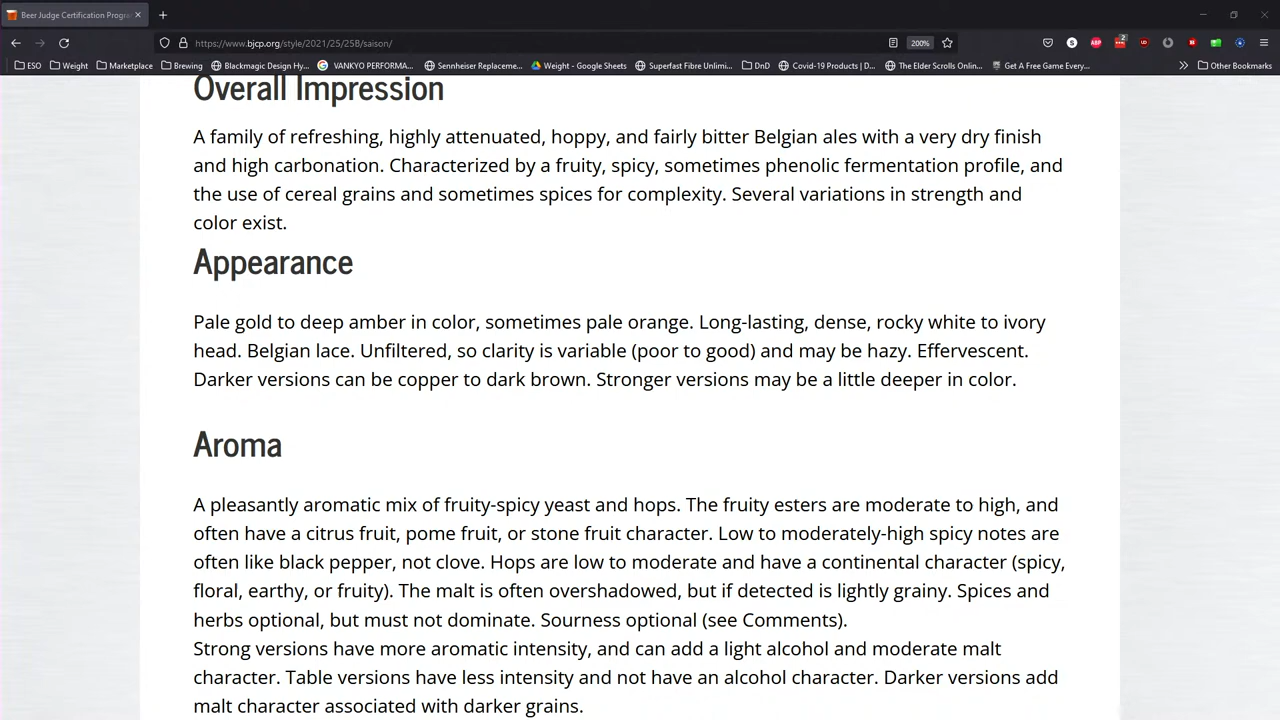 Beer Judge Certification Progra
https://www.bjcp.org/style/2021/25/25B/saison/
200%
2
ESO
Weight
Marketplace
Brewing
Blackmagic Design Hy...
VANKYO PERFORMA...
Sennheiser Replaceme...
Weight - Google Sheets
Superfast Fibre Unlimi...
DnD
Covid-19 Products | D...
The Elder Scrolls Onlin...
Get A Free Game Every...
Other Bookmarks
Overall Impression
A family of refreshing, highly attenuated, hoppy, and fairly bitter Belgian ales with a very dry finish
and high carbonation. Characterized by a fruity, spicy, sometimes phenolic fermentation profile, and
the use of cereal grains and sometimes spices for complexity. Several variations in strength and
color exist.
Appearance
Pale gold to deep amber in color, sometimes pale orange. Long-lasting, dense, rocky white to ivory
head. Belgian lace. Unfiltered, so clarity is variable (poor to good) and may be hazy. Effervescent.
Darker versions can be copper to dark brown. Stronger versions may be a little deeper in color.
Aroma
A pleasantly aromatic mix of fruity-spicy yeast and hops. The fruity esters are moderate to high, and
often have a citrus fruit, pome fruit, or stone fruit character. Low to moderately-high spicy notes are
often like black pepper, not clove. Hops are low to moderate and have a continental character (spicy,
floral, earthy, or fruity). The malt is often overshadowed, but if detected is lightly grainy. Spices and
herbs optional, but must not dominate. Sourness optional (see Comments).
Strong versions have more aromatic intensity, and can add a light alcohol and moderate malt
character. Table versions have less intensity and not have an alcohol character. Darker versions add
malt character associated with darker grains.